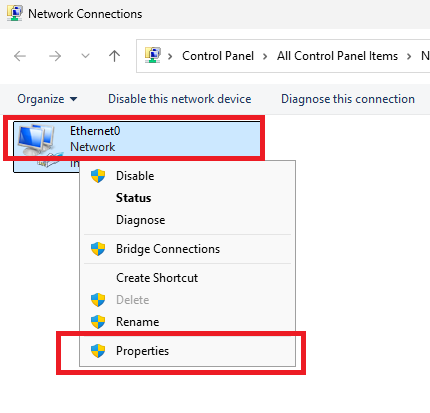 Network Connections
Control Panel > All Control Panel Items > N
Organize Disable this network device Diagnose this connection
Ethernet0
Network
In
Disable
Status
Diagnose
Bridge Connections
Create Shortcut
Delete
Rename
Properties